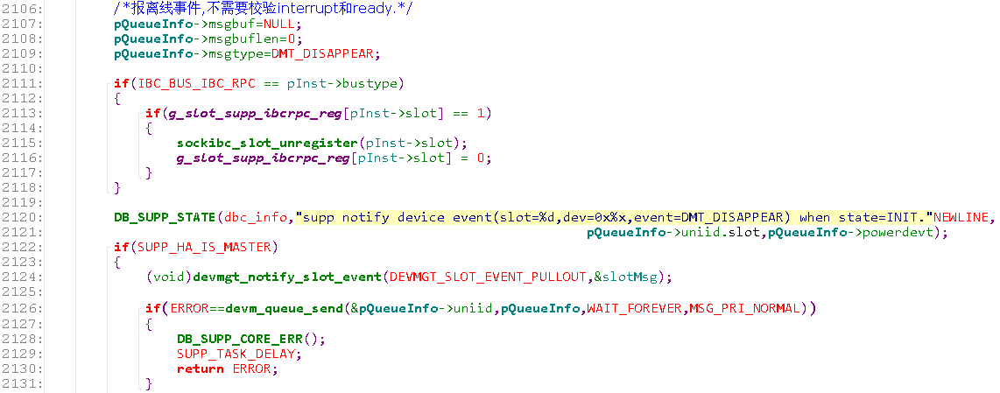 2106: /*报离线事件,不需要校验interrupt和ready.*/
2107: pQueueInfo->msgbuf=NULL;
2108: pQueueInfo->msgbuflen=0;
2109: pQueueInfo->msgtype=DMT_DISAPPEAR;
2110:
2111: if(IBC_BUS_IBC_RPC == pInst->bustype)
2112: {
2113: if(g_slot_supp_ibcrpc_reg[pInst->slot] == 1)
2114: {
2115: sockibc_slot_unregister(pInst->slot);
2116: g_slot_supp_ibcrpc_reg[pInst->slot] = 0;
2117: }
2118: }
2119:
2120: DB_SUPP_STATE(dbc_info,"supp notify device event(slot=%d,dev=0x%x,event=DMT_DISAPPEAR) when state=INIT."NEWLINE,
2121: pQueueInfo->uniid.slot,pQueueInfo->powerdevt);
2122: if(SUPP_HA_IS_MASTER)
2123: {
2124: (void)devmgt_notify_slot_event(DEVMGT_SLOT_EVENT_PULLOUT,&slotMsg);
2125:
2126: if(ERROR==devm_queue_send(&pQueueInfo->uniid,pQueueInfo,WAIT_FOREVER,MSG_PRI_NORMAL))
2127: {
2128: DB_SUPP_CORE_ERR();
2129: SUPP_TASK_DELAY;
2130: return ERROR;
2131: }